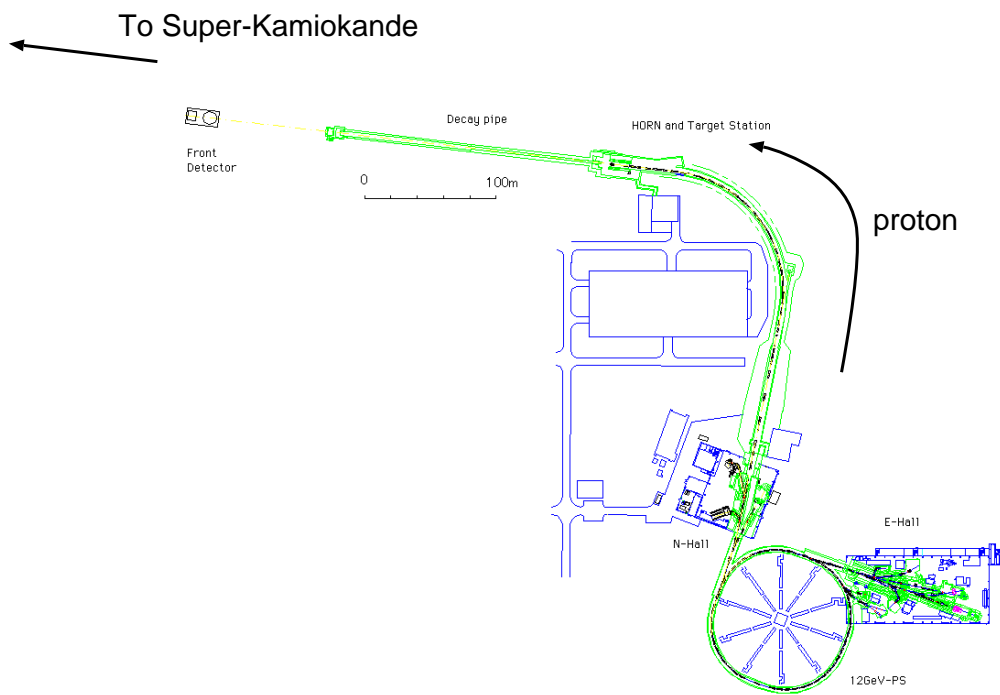 To Super-Kamiokande
Decay pipe
HORN and Target Station
Front
Detector
0 100m
proton
E-Hall
N-Hall
12GeV-PS